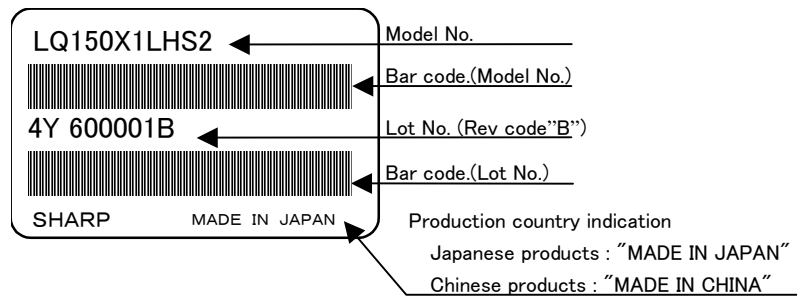 LQ150X1LHS2
Model No.
Bar code.(Model No.)
4Y 600001B
Lot No. (Rev code”B”)
Bar code.(Lot No.)
SHARP MADE IN JAPAN
Production country indication
Japanese products : ″MADE IN JAPAN″
Chinese products : ″MADE IN CHINA″